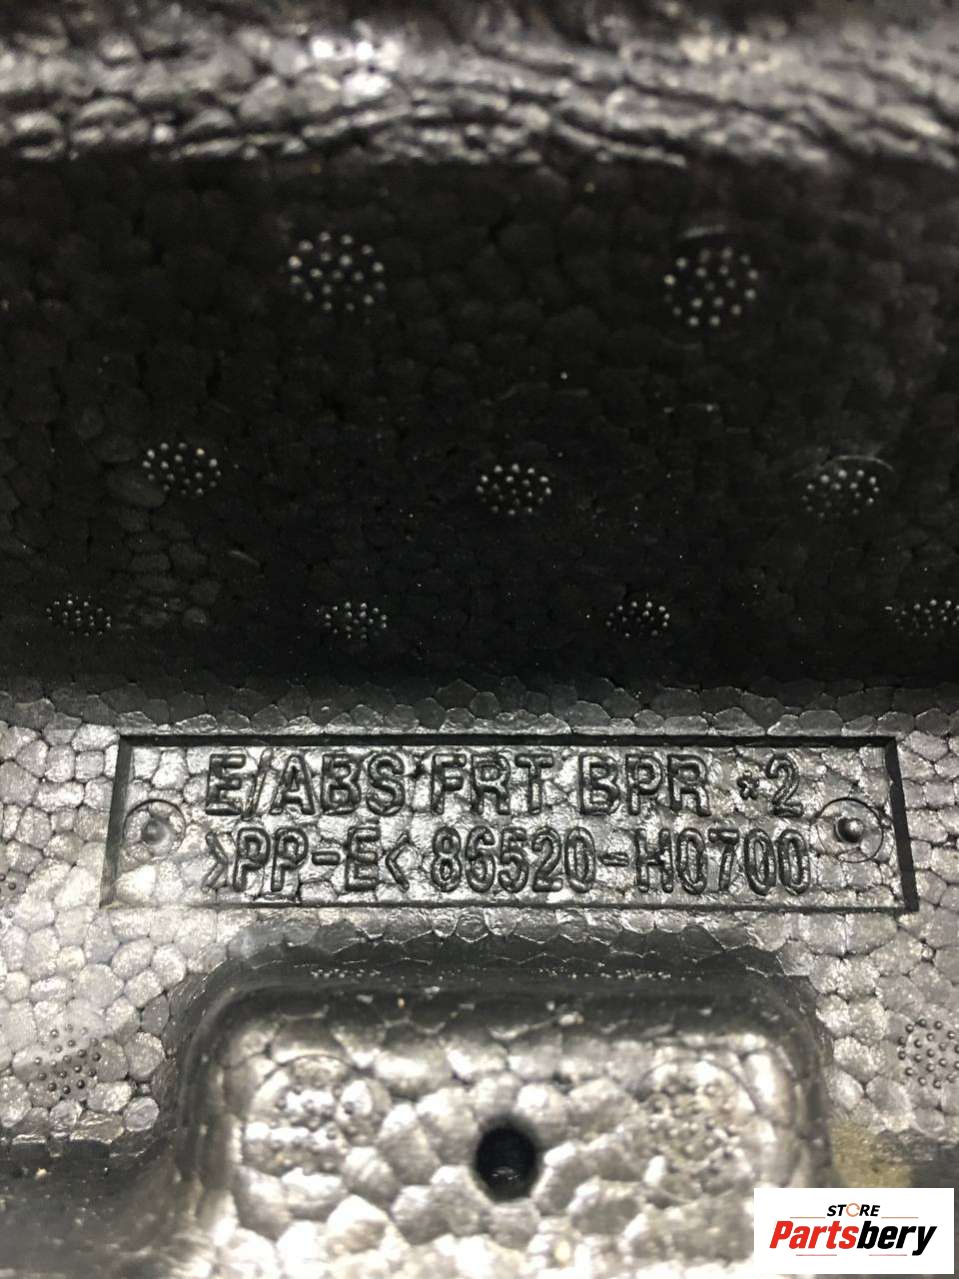 E/ABS FRT BPR *2
>PP-E< 86520-H0700
STORE
Partsbery